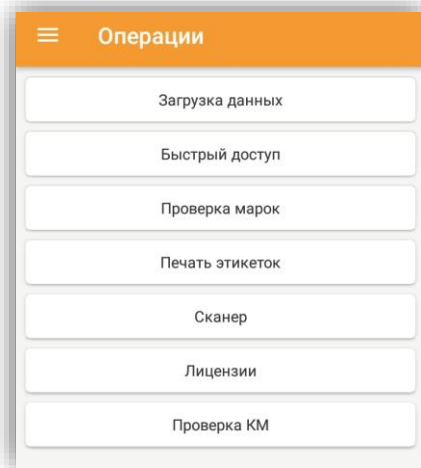 Операции
Загрузка данных
Быстрый доступ
Проверка марок
Печать этикеток
Сканер
Лицензии
Проверка КМ